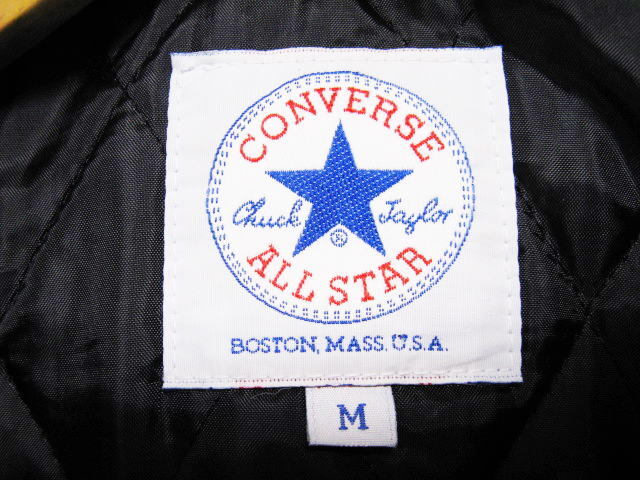 CONVERSE
Chuck Taylor
®
ALL STAR
BOSTON, MASS. U.S.A.
M